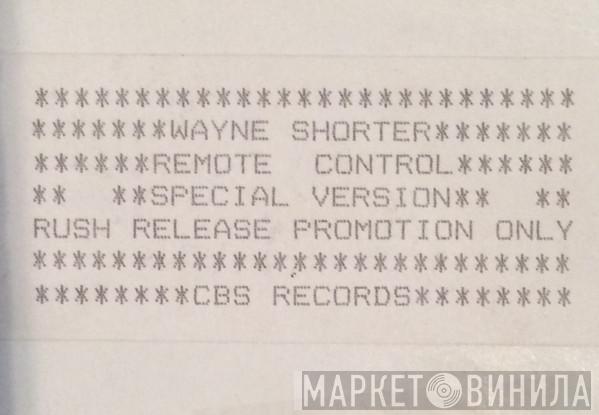 ***************************
*******WAYNE SHORTER*******
******REMOTE  CONTROL******
**  **SPECIAL VERSION**  **
RUSH RELEASE PROMOTION ONLY
***************************
********CBS RECORDS********
МАРКЕТ ВИНИЛА